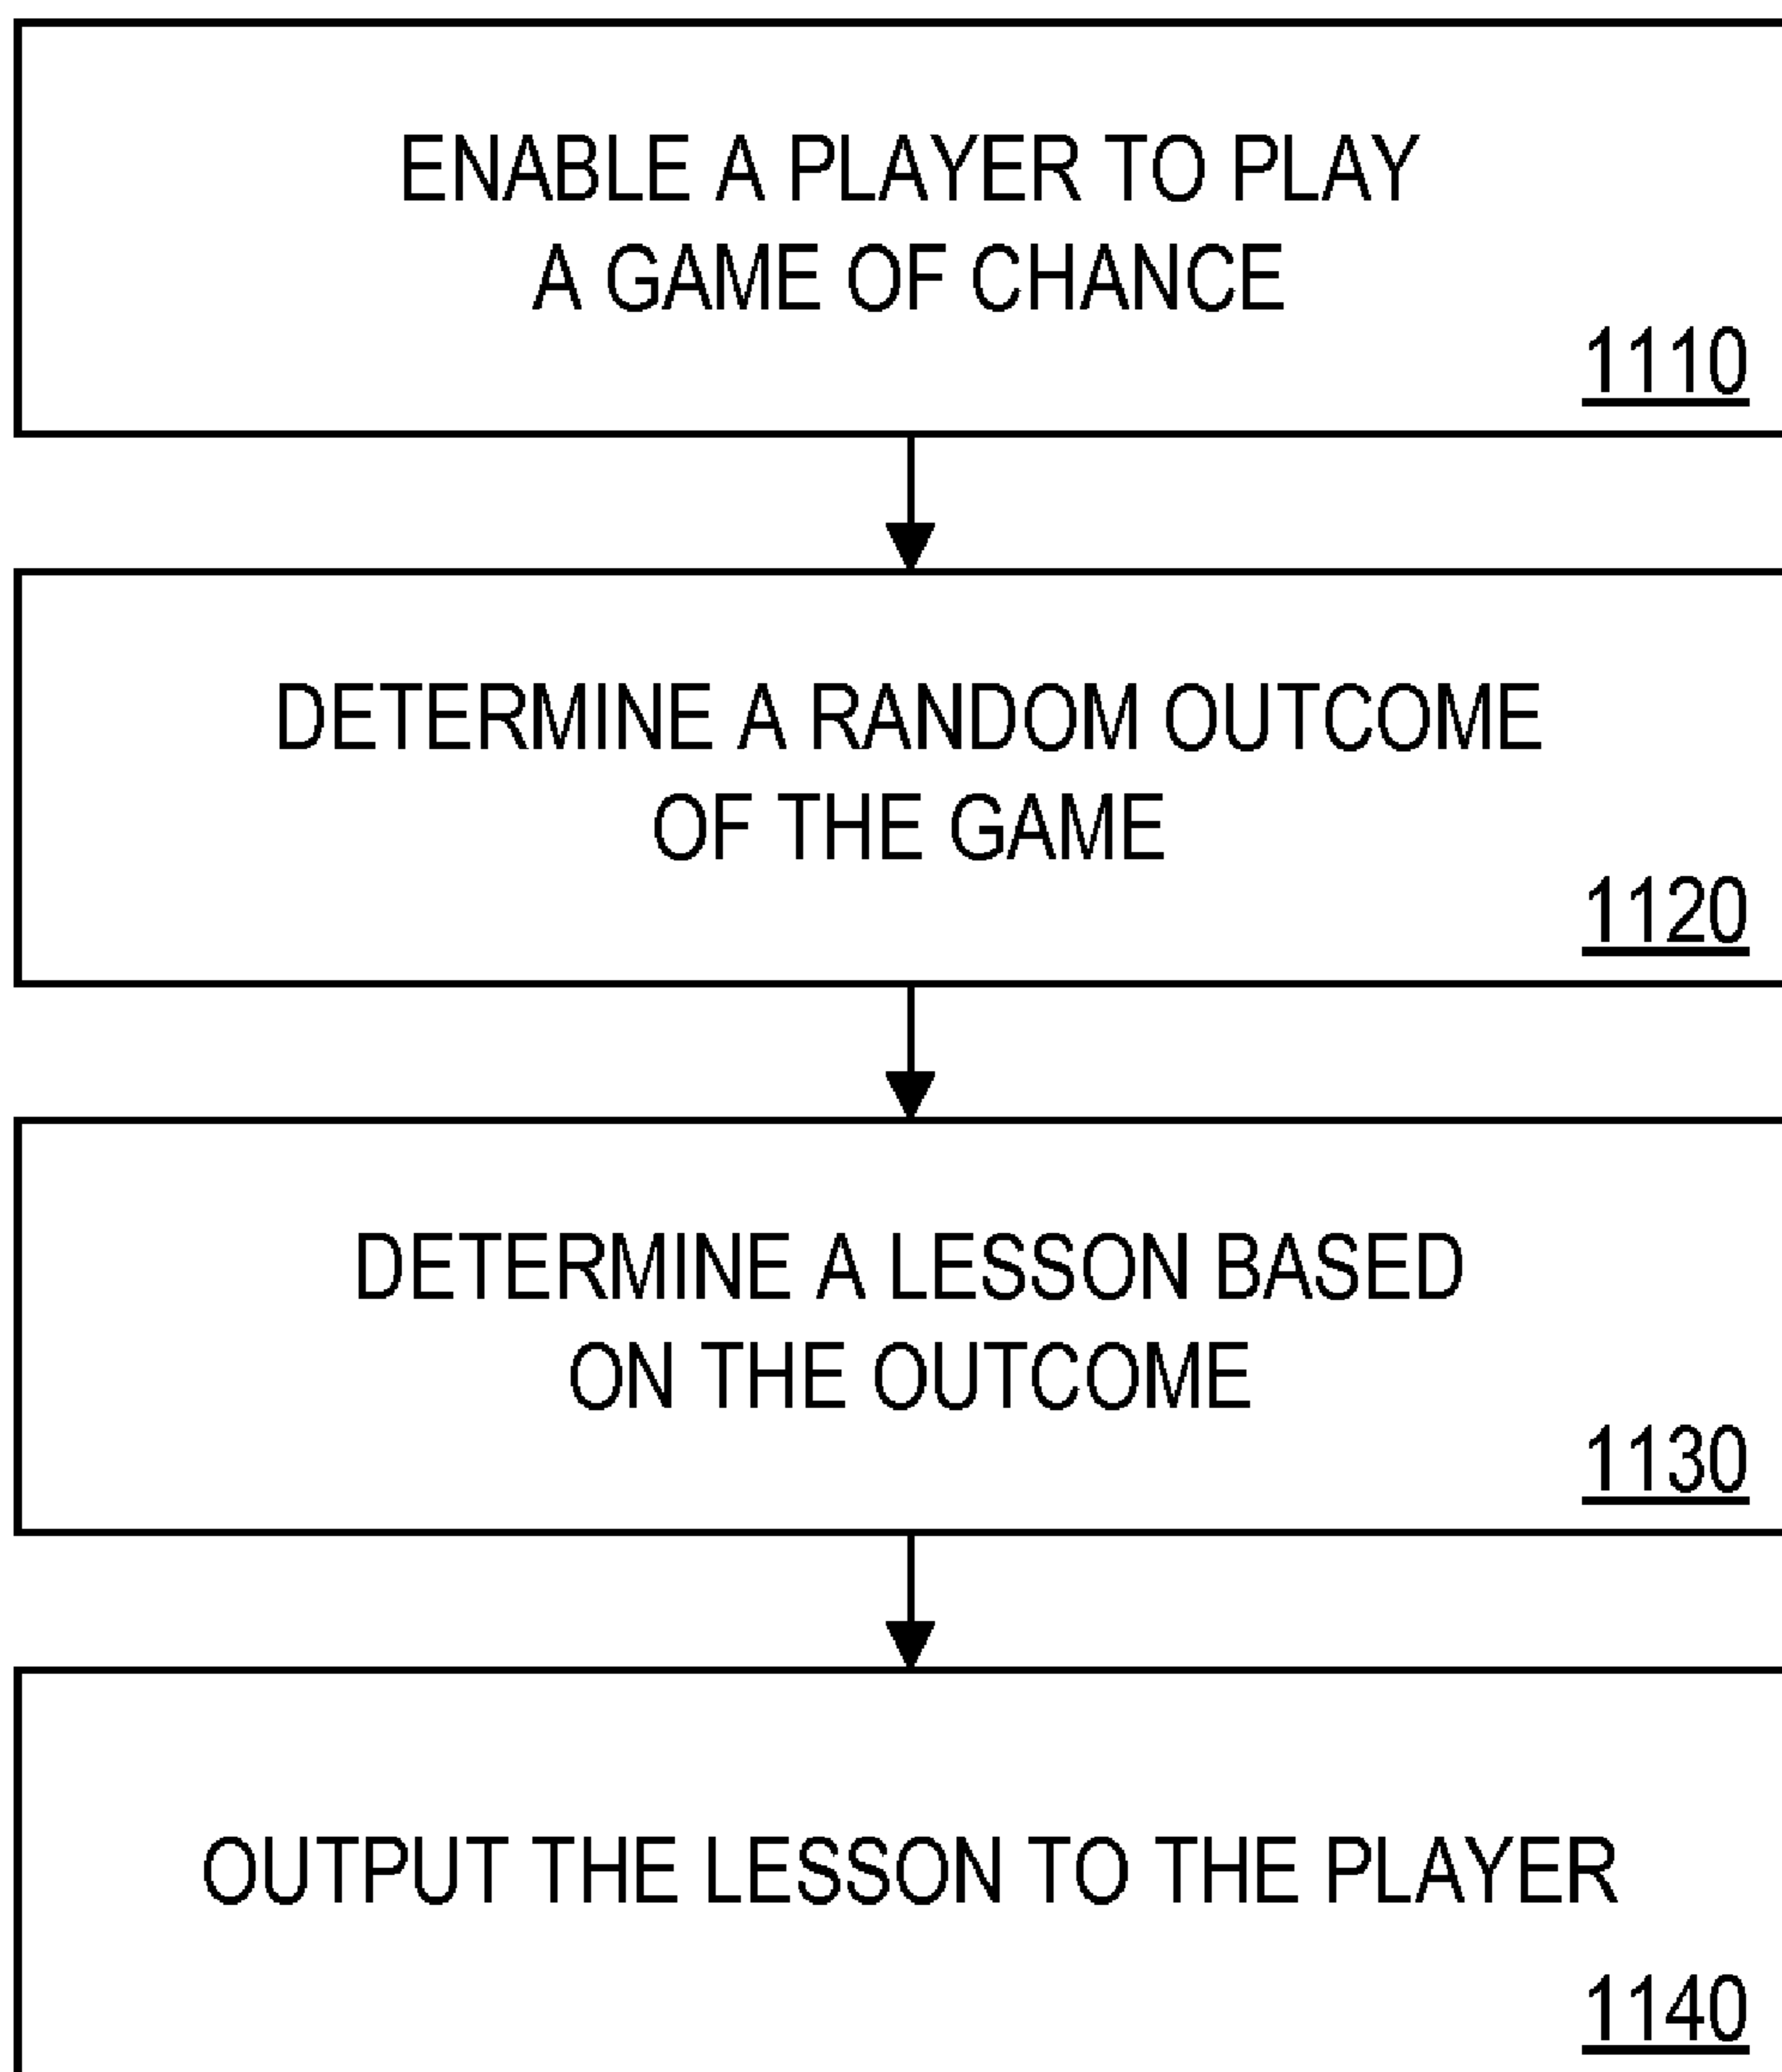 ENABLE A PLAYER TO PLAY
A GAME OF CHANCE
1110
DETERMINE A RANDOM OUTCOME
OF THE GAME
1120
DETERMINE A LESSON BASED
ON THE OUTCOME
1130
OUTPUT THE LESSON TO THE PLAYER
1140